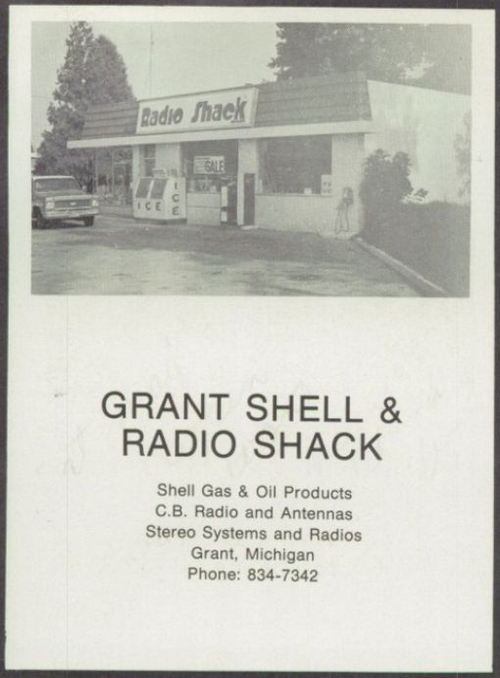 Radio Shack
SALE
ICE
ICE
GRANT SHELL &
RADIO SHACK
Shell Gas & Oil Products
C.B. Radio and Antennas
Stereo Systems and Radios
Grant, Michigan
Phone: 834-7342